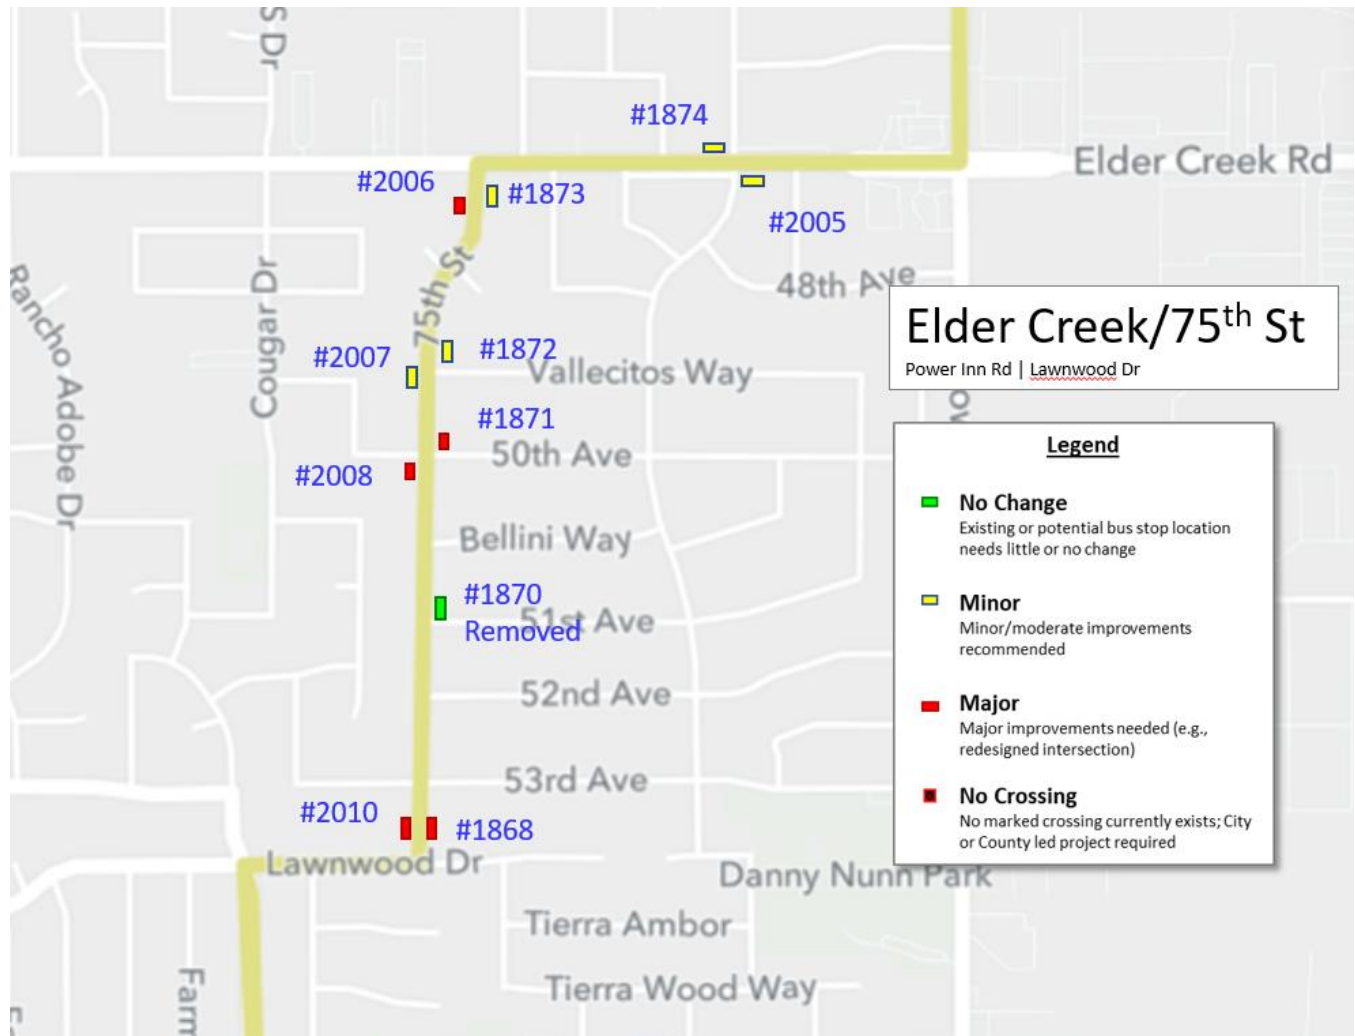 S Dr
#1874
Elder Creek Rd
#2006
#1873
#2005
75th St
48th Ave
Rancho Adobe Dr
Cougar Dr
Elder Creek/75th St
Power Inn Rd | Lawnwood Dr
#2007
#1872
Vallecitos Way
#1871
50th Ave
#2008
Legend
No Change
Existing or potential bus stop location
needs little or no change
Bellini Way
#1870
Removed
51st Ave
Minor
Minor/moderate improvements
recommended
52nd Ave
Major
Major improvements needed (e.g.,
redesigned intersection)
53rd Ave
No Crossing
No marked crossing currently exists; City
or County led project required
#2010
#1868
Lawnwood Dr
Danny Nunn Park
Tierra Ambor
Tierra Wood Way
Farm